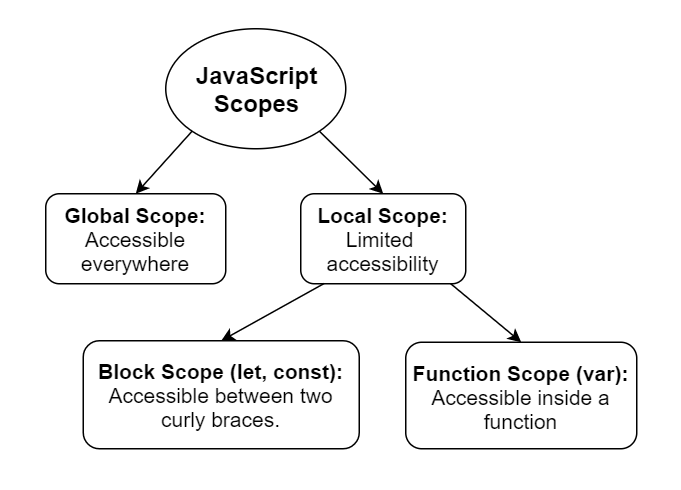 JavaScript
Scopes
Global Scope:
Accessible
everywhere
Local Scope:
Limited
accessibility
Block Scope (let, const):
Accessible between two
curly braces.
Function Scope (var):
Accessible inside a
function